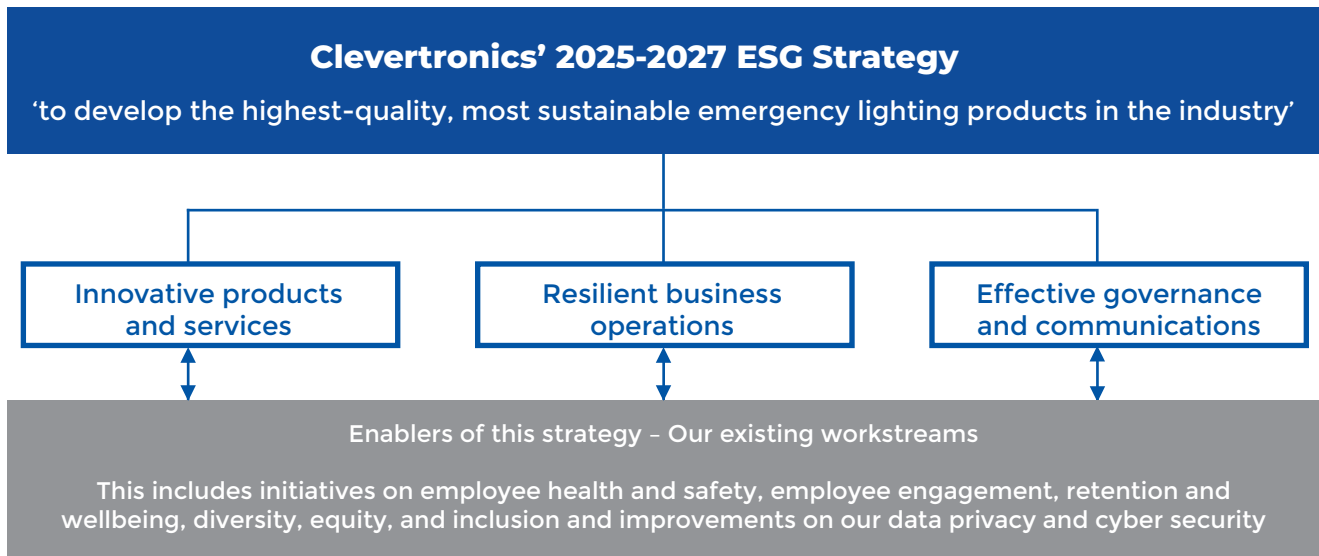 Clevertronics’ 2025-2027 ESG Strategy
‘to develop the highest-quality, most sustainable emergency lighting products in the industry’
Innovative products
and services
Resilient business
operations
Effective governance
and communications
Enablers of this strategy – Our existing workstreams
This includes initiatives on employee health and safety, employee engagement, retention and
wellbeing, diversity, equity, and inclusion and improvements on our data privacy and cyber security